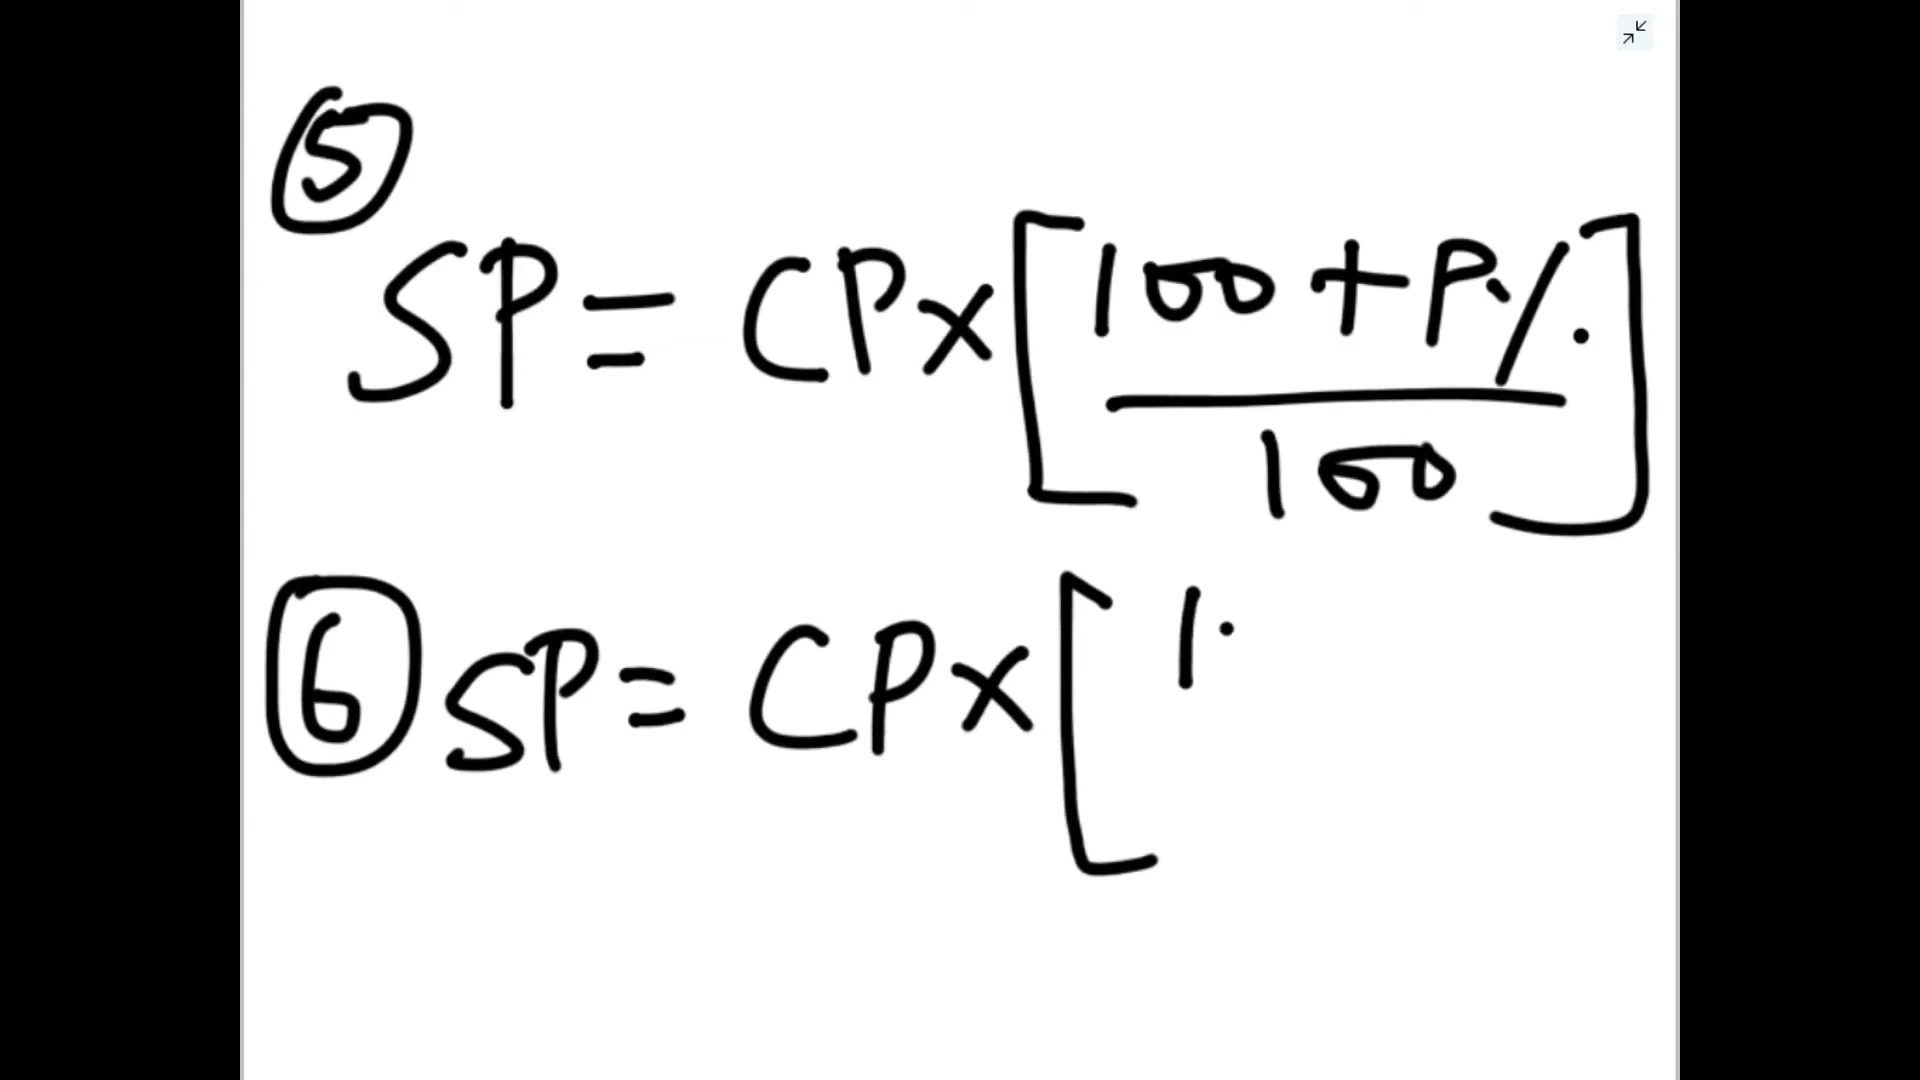 5
SP = CP x [100 + P% / 100]
6 SP = CP x [ 1